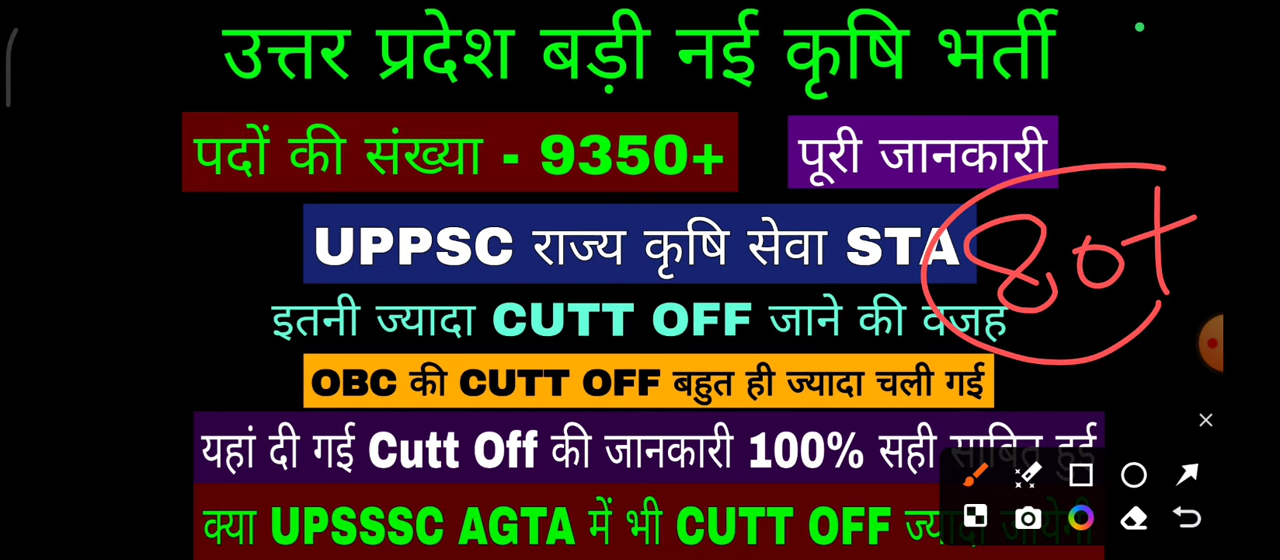 उत्तर प्रदेश बड़ी नई कृषि भर्ती
पदों की संख्या - 9350+ पूरी जानकारी
UPPSC राज्य कृषि सेवा STA
80+
इतनी ज्यादा CUTT OFF जाने की वजह
OBC की CUTT OFF बहुत ही ज्यादा चली गई
यहां दी गई Cutt Off की जानकारी 100% सही साबित हुई
क्या UPSSSC AGTA में भी CUTT OFF ज्यादा जायेगी